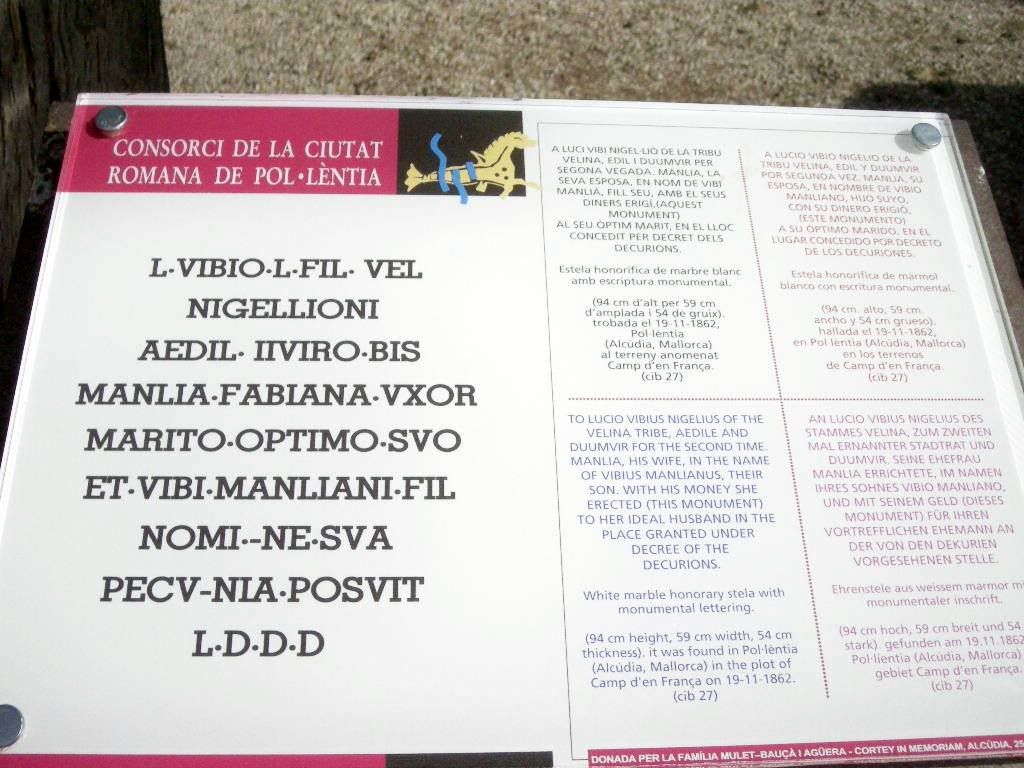 CONSORCI DE LA CIUTAT
ROMANA DE POL·LÈNTIA
L·VIBIO·L·FIL· VEL
NIGELLIONI
AEDIL· IIVIRO·BIS
MANLIA·FABIANA·VXOR
MARITO·OPTIMO·SVO
ET·VIBI·MANLIANI·FIL
NOMI·-NE·SVA
PECV-NIA·POSVIT
L·D·D·D
A LUCI VIBI NIGEL·LIÓ DE LA TRIBU
VELINA, EDIL I DUUMVIR PER
SEGONA VEGADA. MANLIA, LA
SEVA ESPOSA, EN NOM DE VIBI
MANLIÀ, FILL SEU, AMB EL SEUS
DINERS ERIGÍ,(AQUEST
MONUMENT)
AL SEU ÒPTIM MARIT, EN EL LLOC
CONCEDIT PER DECRET DELS
DECURIONS.
Estela honorífica de marbre blanc
amb escriptura monumental.
(94 cm d'alt per 59 cm
d'amplada i 54 de gruix).
trobada el 19-11-1862,
Pol·lèntia
(Alcúdia, Mallorca)
al terreny anomenat
Camp d'en França.
(cib 27)
A LUCIO VIBIO NIGELIO DE LA
TRIBU VELINA, EDIL Y DUUMVIR
POR SEGUNDA VEZ. MANLIA, SU
ESPOSA, EN NOMBRE DE VIBIO
MANLIANO, HIJO SUYO,
CON SU DINERO ERIGIÓ,
(ESTE MONUMENTO)
A SU ÓPTIMO MARIDO, EN EL
LUGAR CONCEDIDO POR DECRETO
DE LOS DECURIONES.
Estela honorífica de marmol
blanco con escritura monumental.
(94 cm. alto, 59 cm.
ancho y 54 cm grueso).
hallada el 19-11-1862,
en Pol·lèntia (Alcúdia, Mallorca)
en los terrenos
de Camp d'en França.
(cib 27)
TO LUCIO VIBIUS NIGELIUS OF THE
VELINA TRIBE, AEDILE AND
DUUMVIR FOR THE SECOND TIME.
MANLIA, HIS WIFE, IN THE NAME
OF VIBIUS MANLIANUS, THEIR
SON. WITH HIS MONEY SHE
ERECTED (THIS MONUMENT)
TO HER IDEAL HUSBAND IN THE
PLACE GRANTED UNDER
DECREE OF THE
DECURIONS.
White marble honorary stela with
monumental lettering.
(94 cm height, 59 cm width, 54 cm
thickness). it was found in Pol·lèntia
(Alcúdia, Mallorca) in the plot of
Camp d'en França on 19-11-1862.
(cib 27)
AN LUCIO VIBIUS NIGELIUS DES
STAMMES VELINA, ZUM ZWEITEN
MAL ERNANNTER STADTRAT UND
DUUMVIR. SEINE EHEFRAU
MANLIA ERRICHTETE, IM NAMEN
IHRES SOHNES VIBIO MANLIANO,
UND MIT SEINEM GELD (DIESES
MONUMENT) FÜR IHREN
VORTREFFLICHEN EHEMANN AN
DER VON DEN DEKURIEN
VORGESEHENEN STELLE.
Ehrenstele aus weissem marmor mi
monumentaler inschrift.
(94 cm hoch, 59 cm breit und 54
stark). gefunden am 19.11.1862
Pol·lientia (Alcúdia, Mallorca)
gebiet Camp d'en França.
(cib 27)
DONADA PER LA FAMÍLIA MULET–BAUÇÀ I AGÜERA - CORTEY IN MEMORIAM, ALCÚDIA, 25